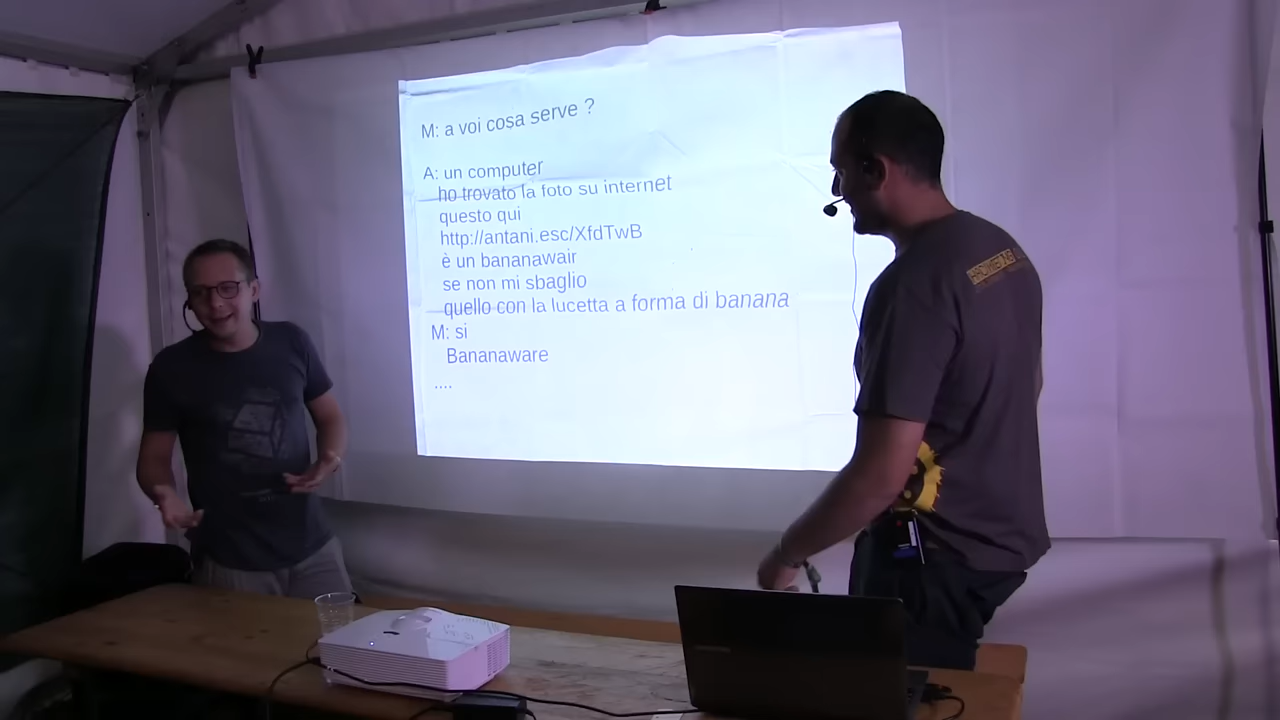 M: a voi cosa serve ?
A: un computer
ho trovato la foto su internet
questo qui
http://antani.esc/XfdTwB
è un bananawair
se non mi sbaglio
quello con la lucetta a forma di banana
M: si
Bananaware
....